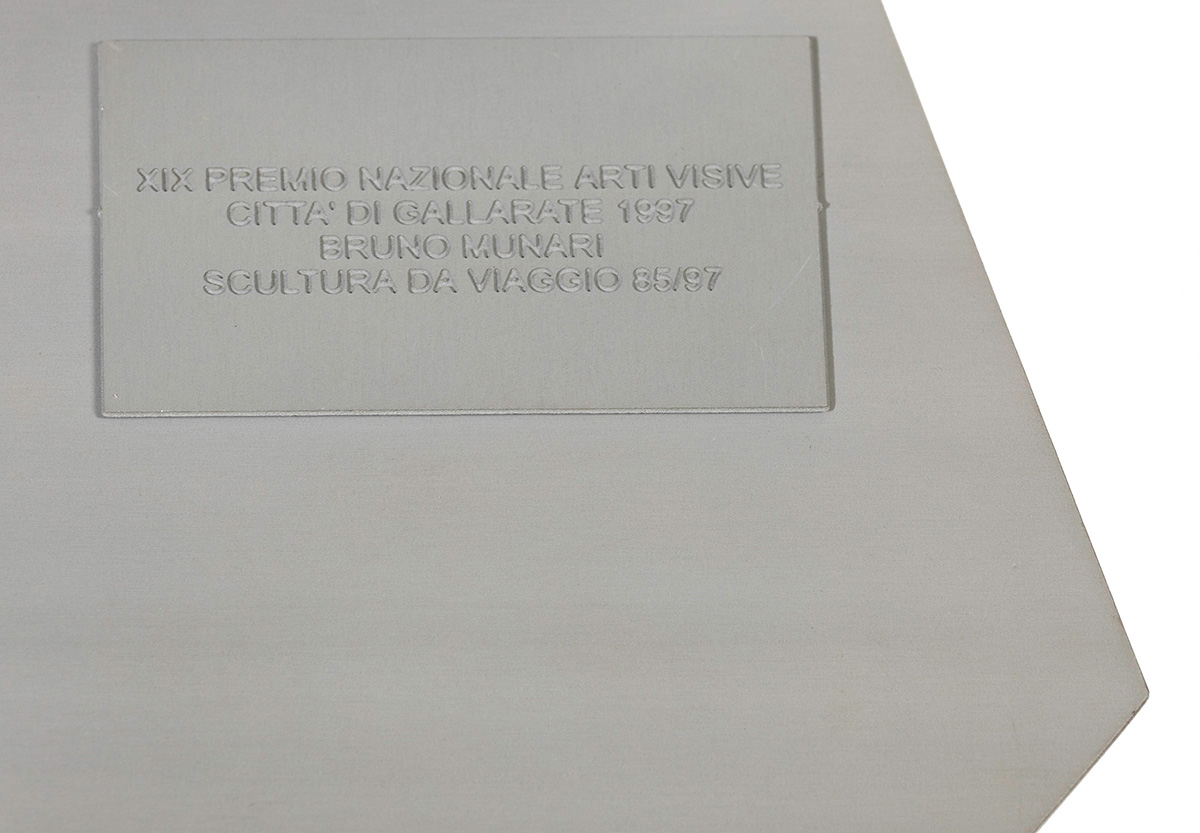 XIX PREMIO NAZIONALE ARTI VISIVE
CITTA' DI GALLARATE 1997
BRUNO MUNARI
SCULTURA DA VIAGGIO 85/97